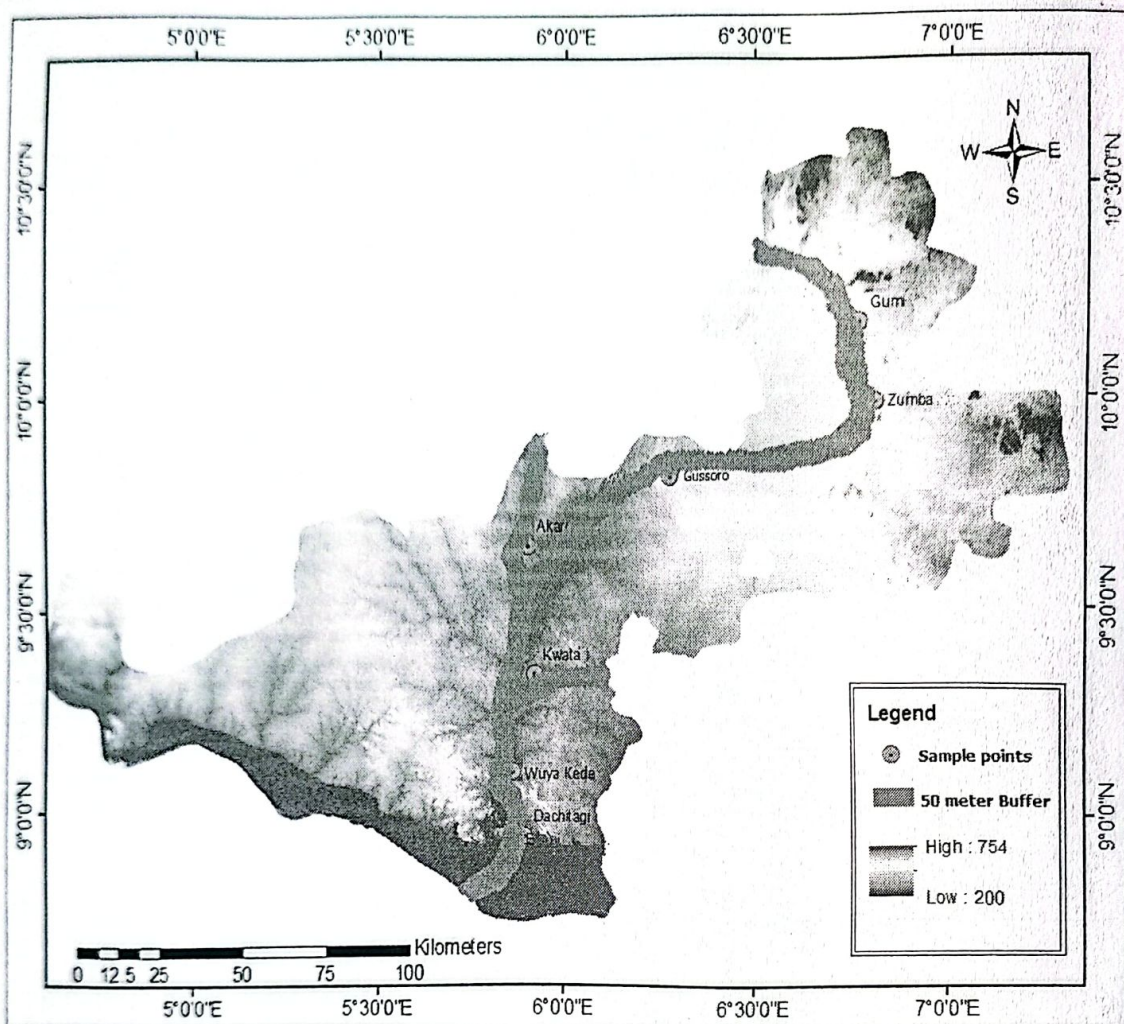 5°0'0"E 5°30'0"E 6°0'0"E 6°30'0"E 7°0'0"E
N
W E
S
10°30'0"N 10°30'0"N
Zumba
10°0'0"N 10°0'0"N
Gussoro
Akari
9°30'0"N 9°30'0"N
Legend
Sample points
Wuya Kede
50 meter Buffer
9°0'0"N 9°0'0"N
Dachitagi
High : 754
Low : 200
Kilometers
0 12.5 25 50 75 100
5°0'0"E 5°30'0"E 6°0'0"E 6°30'0"E 7°0'0"E